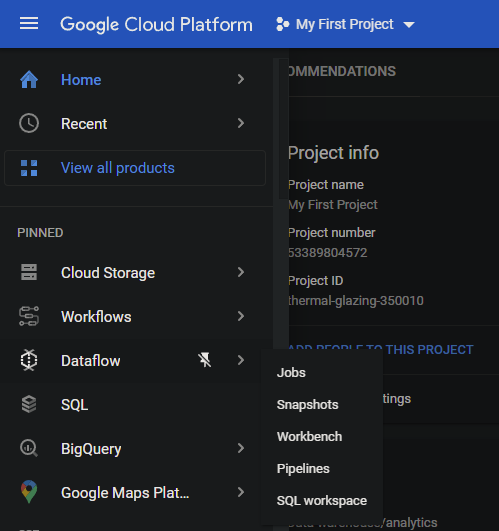 Google Cloud Platform
My First Project
Home
Recent
View all products
PINNED
Cloud Storage
Workflows
Dataflow
SQL
BigQuery
Google Maps Plat...
OMMENDATIONS
Project info
Project name
My First Project
Project number
53389804572
Project ID
thermal-glazing-350010
ADD PEOPLE TO THIS PROJECT
tings
Jobs
Snapshots
Workbench
Pipelines
SQL workspace
warehouse/analytics